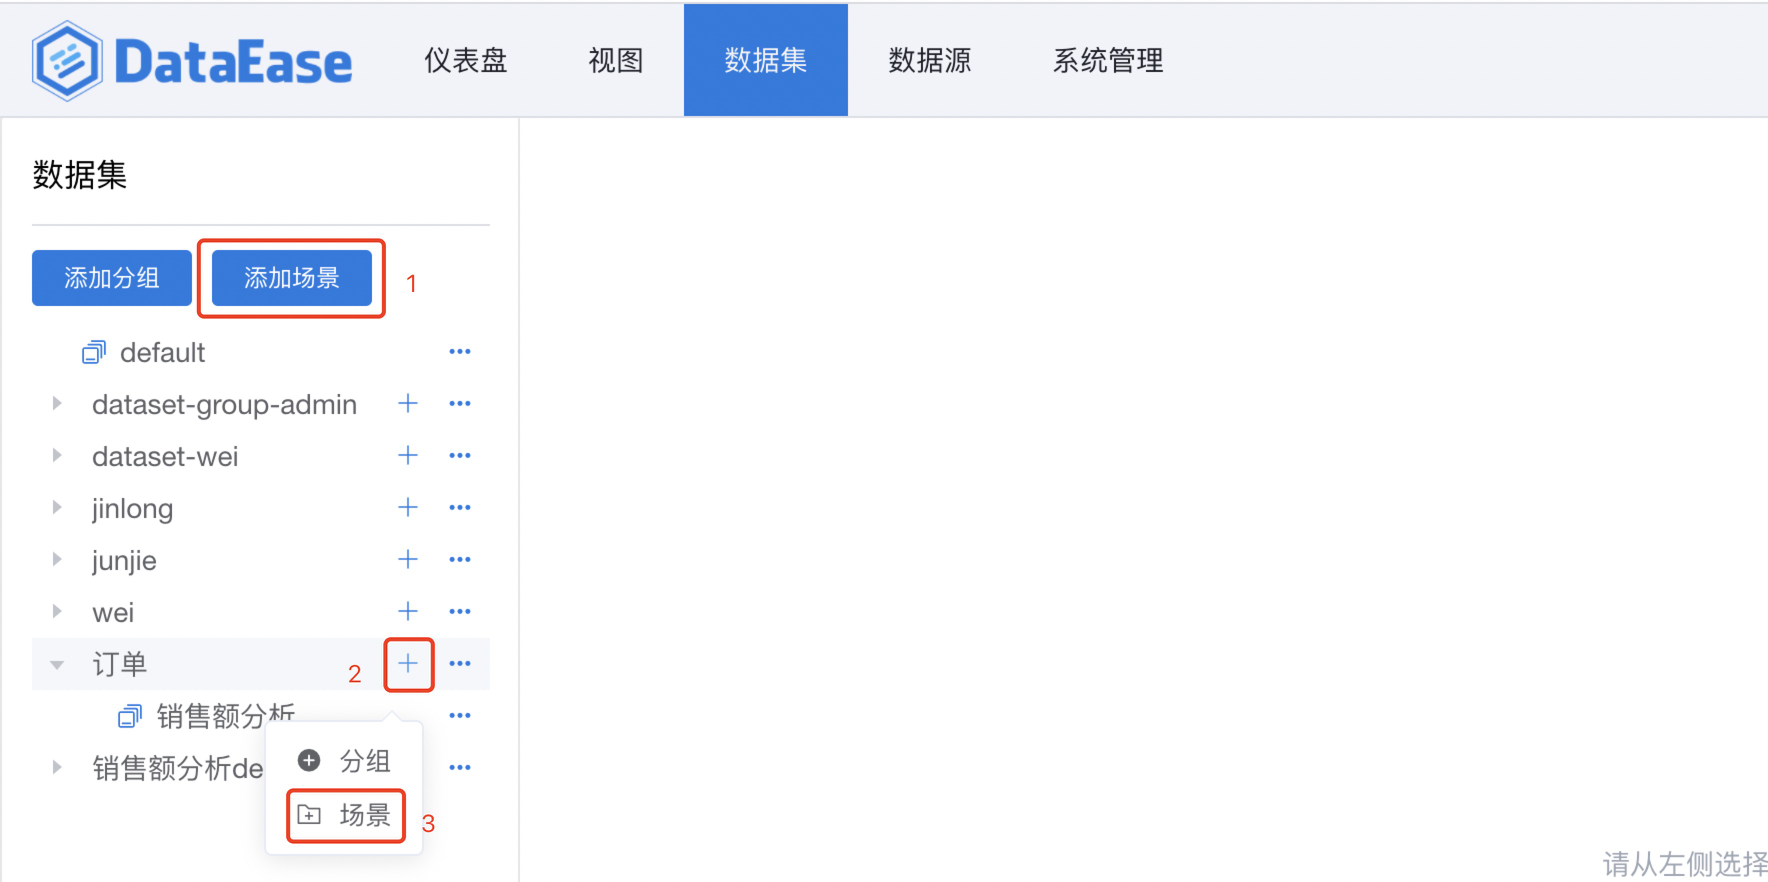 DataEase 仪表盘 视图 数据集 数据源 系统管理
数据集
添加分组 添加场景 1
default
dataset-group-admin
dataset-wei
jinlong
junjie
wei
订单 2
销售额分析
销售额分析de
分组
场景 3
请从左侧选择